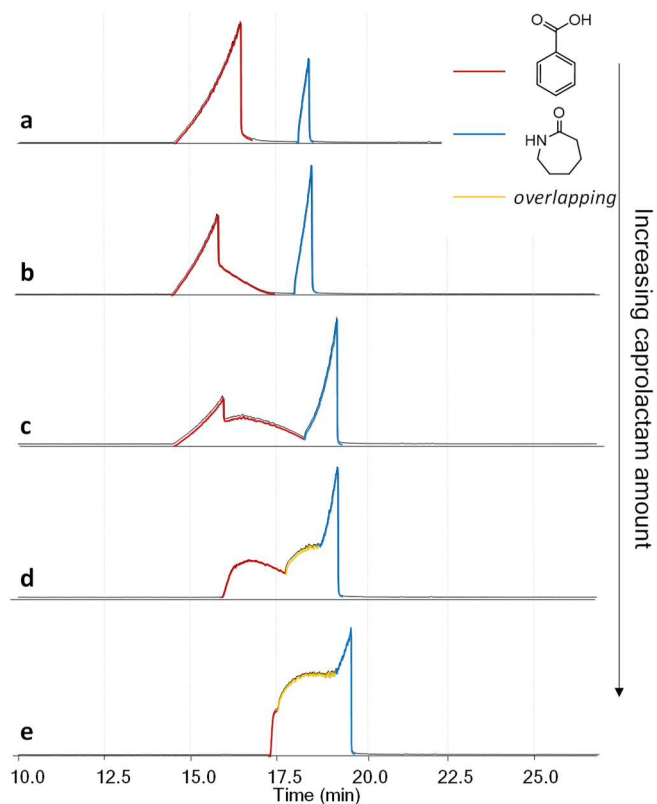 O
OH
a
O
HN
b
overlapping
c
d
e
Increasing caprolactam amount
10.0 12.5 15.0 17.5 20.0 22.5 25.0
Time (min)